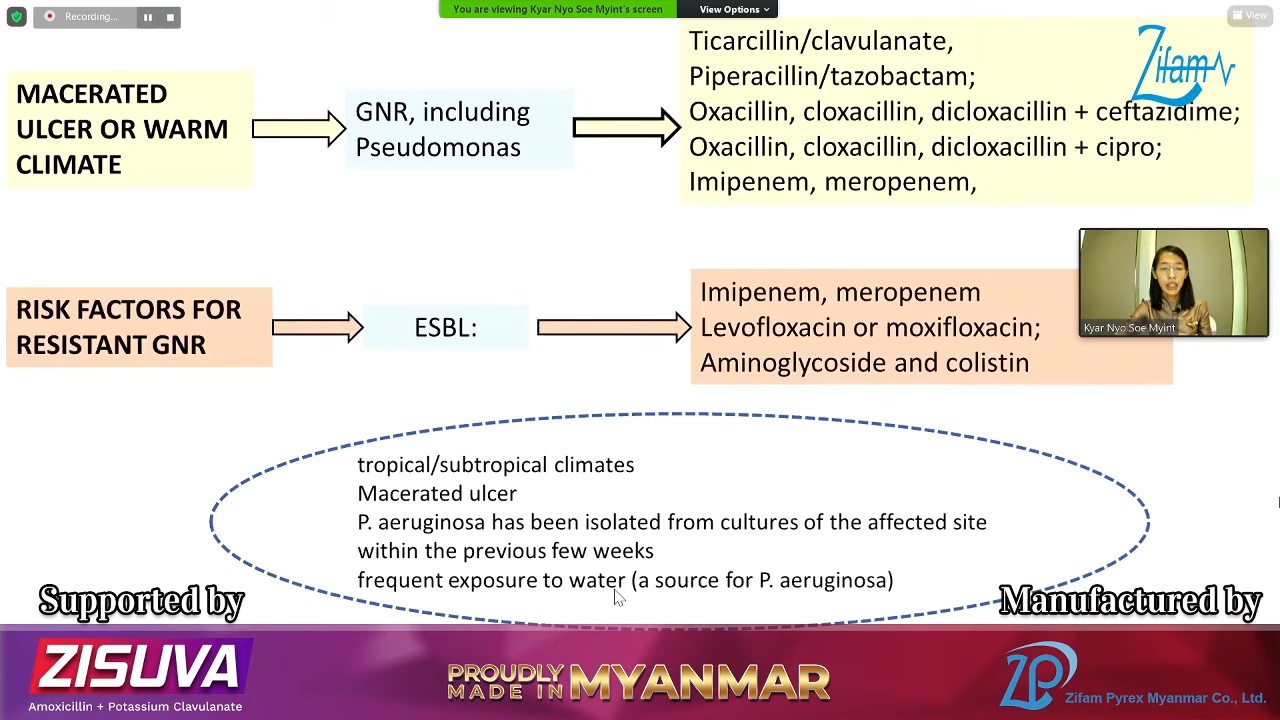 Recording...
You are viewing Kyar Nyo Soe Myint's screen
View Options
View
Zifam
MACERATED
ULCER OR WARM
CLIMATE
GNR, including
Pseudomonas
Ticarcillin/clavulanate,
Piperacillin/tazobactam;
Oxacillin, cloxacillin, dicloxacillin + ceftazidime;
Oxacillin, cloxacillin, dicloxacillin + cipro;
Imipenem, meropenem,
RISK FACTORS FOR
RESISTANT GNR
ESBL:
Imipenem, meropenem
Levofloxacin or moxifloxacin;
Aminoglycoside and colistin
Kyar Nyo Soe Myint
tropical/subtropical climates
Macerated ulcer
P. aeruginosa has been isolated from cultures of the affected site
within the previous few weeks
frequent exposure to water (a source for P. aeruginosa)
Supported by
Manufactured by
ZISUVA
Amoxicillin + Potassium Clavulanate
PROUDLY
MADE IN
MYANMAR
ZP
Zifam Pyrex Myanmar Co., Ltd.